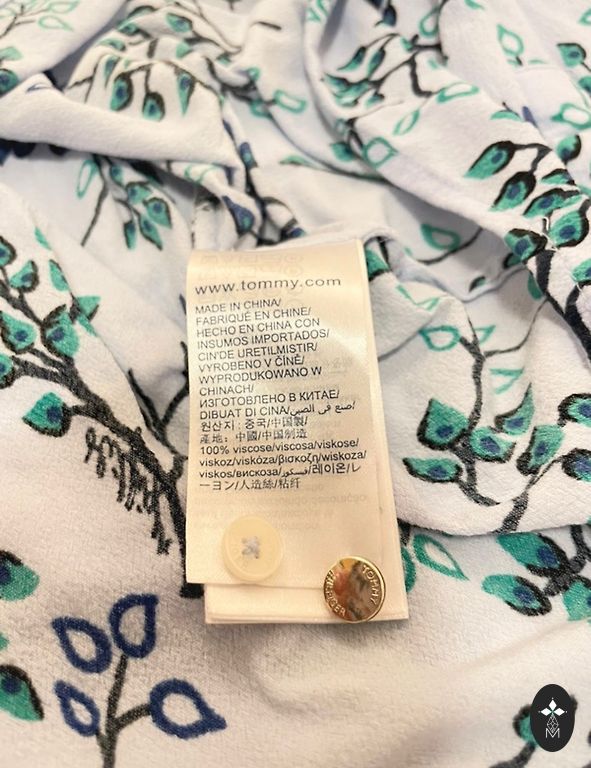 www.tommy.com
MADE IN CHINA/
FABRIQUÉ EN CHINE/
HECHO EN CHINA CON
INSUMOS IMPORTADOS/
CIN'DE URETILMISTIR/
VYROBENO V ČÍNĚ/
WYPRODUKOWANO W
CHINACH/
ИЗГОТОВЛЕНО В КИТАЕ/
DIBUAT DI CINA/صنع في الصين/
원산지 : 중국/中国製/
產地: 中國/中国制造
100% viscose/viscosa/viskose/
viskoz/viskóza/βισκοζη/wiskoza/
viskos/вискоза/فيسكوز/레이온/レ
ーヨン/人造絲/粘纤
TOMMY
HILFIGER